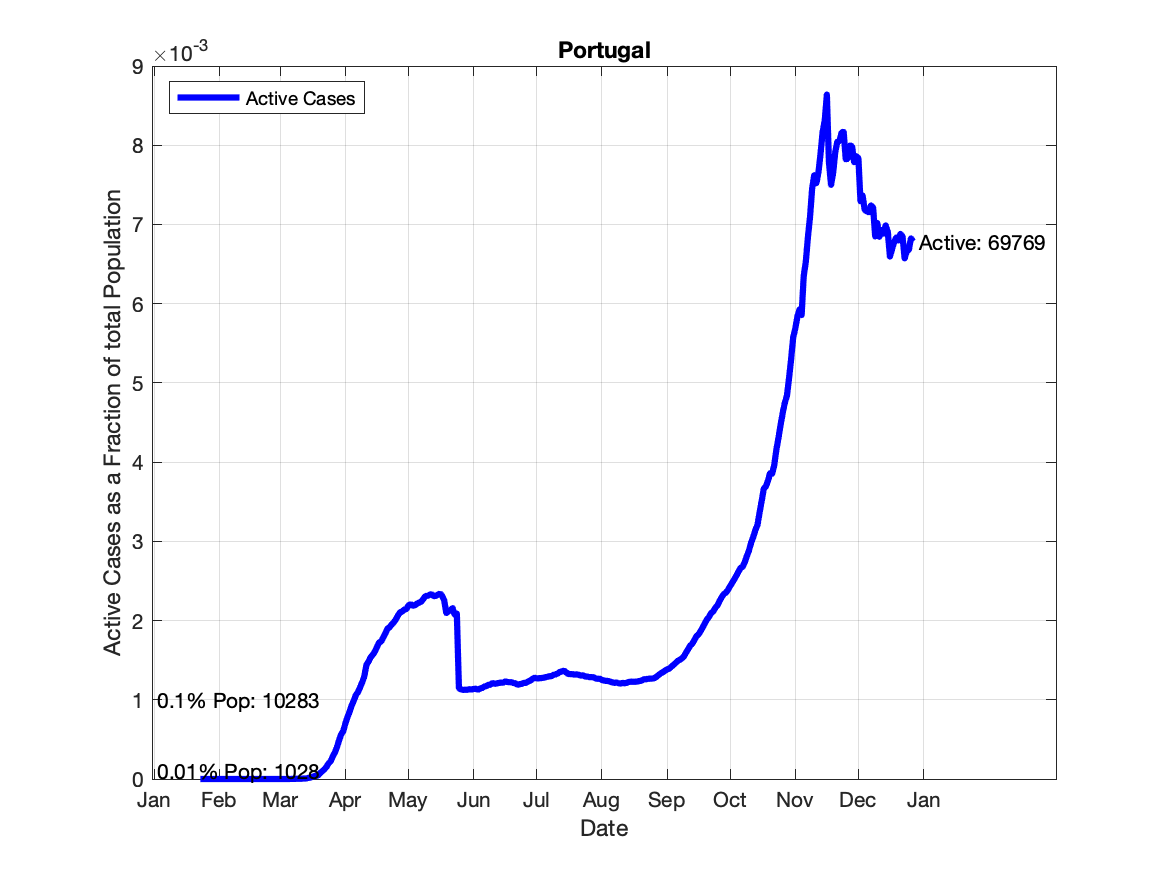 Portugal
×10-3
Active Cases
9
8
7
6
5
4
3
2
1
0
Active Cases as a Fraction of total Population
Active: 69769
0.1% Pop: 10283
0.01% Pop: 1028
Jan Feb Mar Apr May Jun Jul Aug Sep Oct Nov Dec Jan
Date